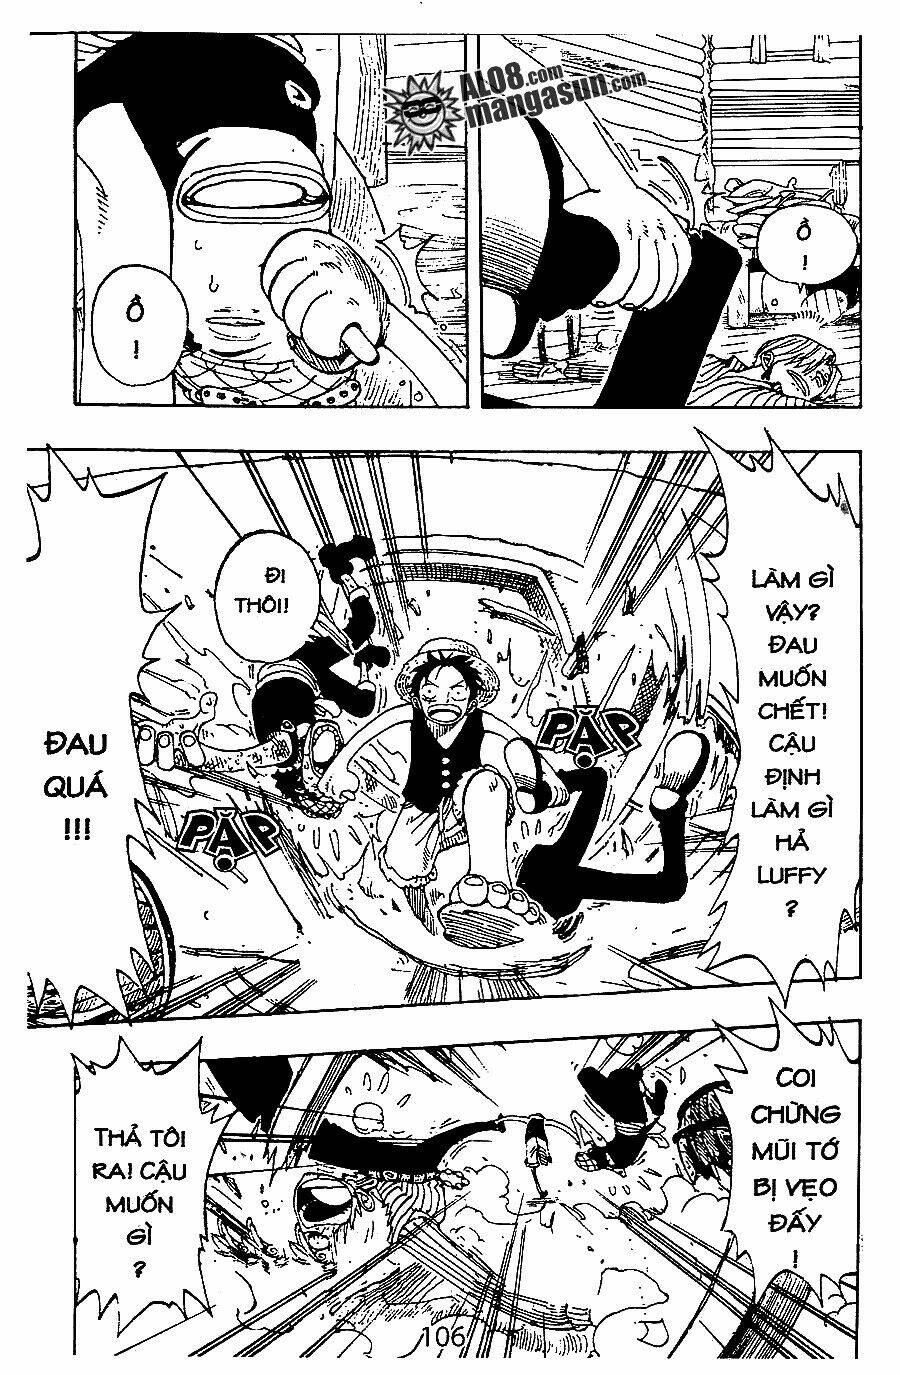 AL08.com
mangasun.com
Ồ
!
Ồ
!
LÀM GÌ
VẬY?
ĐAU
MUỐN
CHẾT!
CẬU
ĐỊNH
LÀM GÌ
HẢ
LUFFY
?
ĐI
THÔI!
PẶP
PẶP
ĐAU
QUÁ
!!!
COI
CHỪNG
MŨI TỚ
BỊ VẸO
ĐẤY
!
THẢ TÔI
RA! CẬU
MUỐN
GÌ
?
106